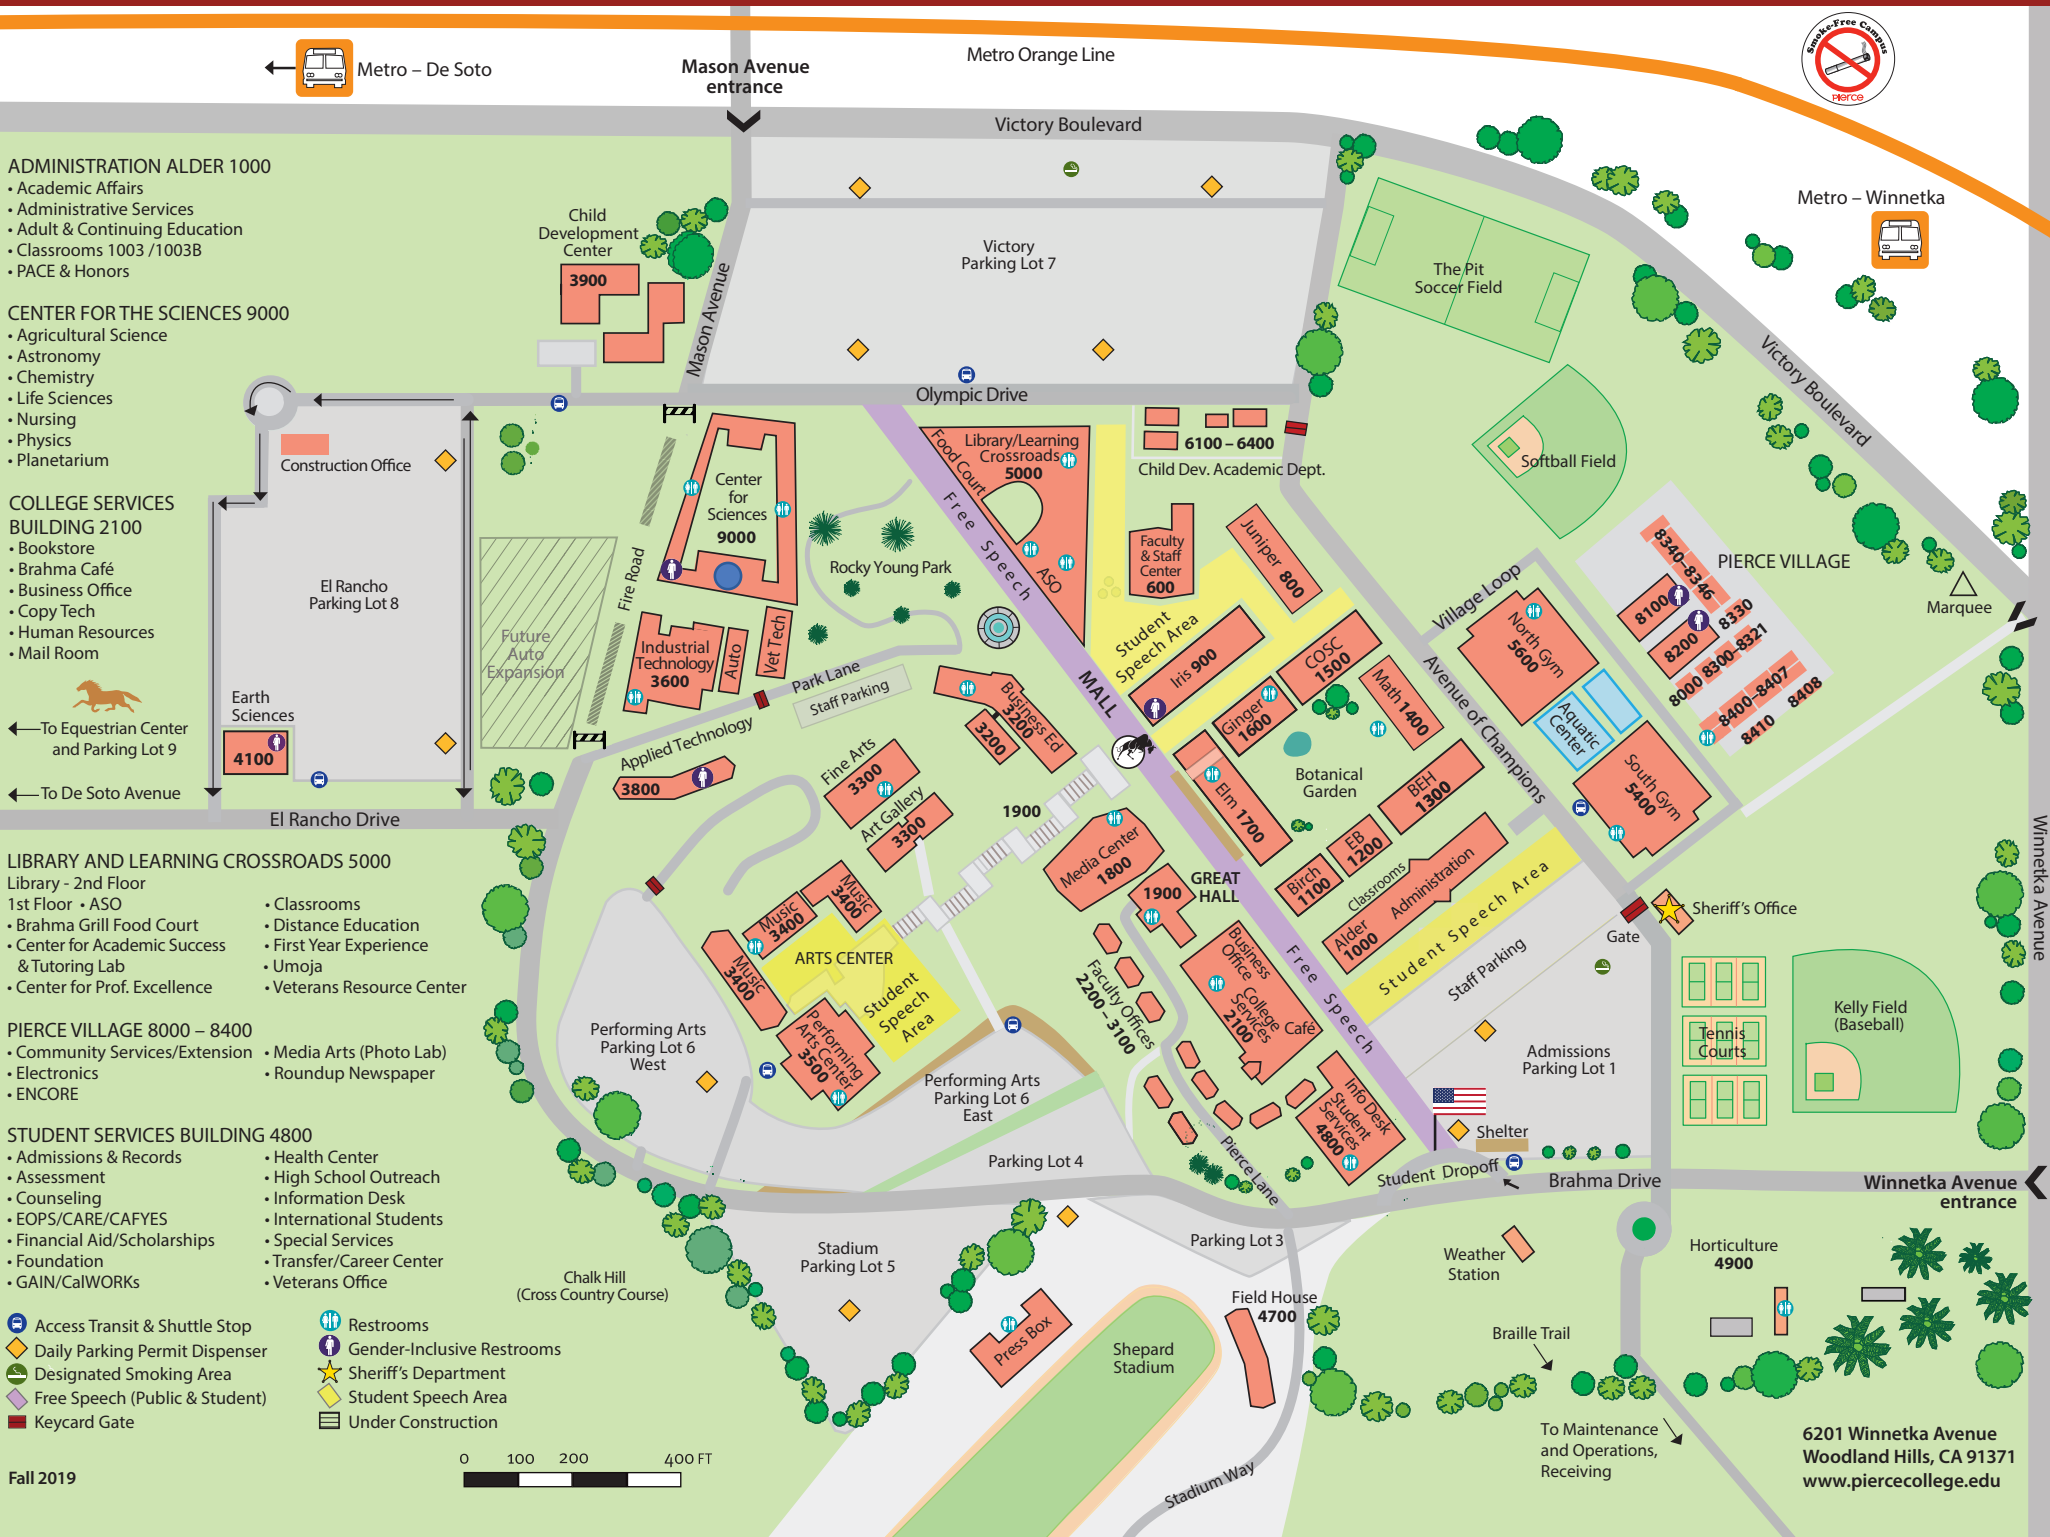 Metro Orange Line
Smoke-Free Campus
Pierce
Metro – De Soto
Mason Avenue
entrance
Victory Boulevard
Metro – Winnetka
ADMINISTRATION ALDER 1000
• Academic Affairs
• Administrative Services
• Adult & Continuing Education
• Classrooms 1003 /1003B
• PACE & Honors
CENTER FOR THE SCIENCES 9000
• Agricultural Science
• Astronomy
• Chemistry
• Life Sciences
• Nursing
• Physics
• Planetarium
COLLEGE SERVICES
BUILDING 2100
• Bookstore
• Brahma Café
• Business Office
• Copy Tech
• Human Resources
• Mail Room
To Equestrian Center
and Parking Lot 9
To De Soto Avenue
Child
Development
Center
3900
Mason Avenue
Victory
Parking Lot 7
The Pit
Soccer Field
Victory Boulevard
Olympic Drive
Construction Office
El Rancho
Parking Lot 8
Earth
Sciences
4100
El Rancho Drive
Future
Auto
Expansion
Fire Road
Center
for
Sciences
9000
Food Court
Library/Learning
Crossroads
5000
ASO
6100 – 6400
Child Dev. Academic Dept.
Softball Field
Free Speech
Rocky Young Park
Faculty
& Staff
Center
600
Juniper 800
Student
Speech Area
Village Loop
North Gym
5600
PIERCE VILLAGE
8340–8346
8100
8200
8330
8300–8321
8000
8400–8407
8408
8410
Marquee
Industrial
Technology
3600
Auto
Vet Tech
Park Lane
Staff Parking
Applied Technology
3800
Business Ed
3200
3200
MALL
Iris 900
COSC
1500
Math 1400
Ginger
1600
Avenue of Champions
Aquatic
Center
South Gym
5400
Fine Arts
3300
Art Gallery
3300
1900
Media Center
1800
Elm 1700
Botanical
Garden
BEH
1300
EB
1200
Birch
1100
Classrooms
Administration
Alder
1000
GREAT
HALL
1900
Music
3400
Music
3400
Music
3400
ARTS CENTER
Student
Speech
Area
Performing
Arts Center
3500
Faculty Offices
2200 – 3100
Business
Office
College
Services
2100
Café
Free Speech
Student Speech Area
Staff Parking
Gate
Sheriff's Office
Winnetka Avenue
Performing Arts
Parking Lot 6
West
Performing Arts
Parking Lot 6
East
Parking Lot 4
Pierce Lane
Info Desk
Student
Services
4800
Admissions
Parking Lot 1
Shelter
Student Dropoff
Brahma Drive
Tennis
Courts
Kelly Field
(Baseball)
Winnetka Avenue
entrance
LIBRARY AND LEARNING CROSSROADS 5000
Library - 2nd Floor
1st Floor • ASO
• Brahma Grill Food Court
• Center for Academic Success
& Tutoring Lab
• Center for Prof. Excellence
• Classrooms
• Distance Education
• First Year Experience
• Umoja
• Veterans Resource Center
PIERCE VILLAGE 8000 – 8400
• Community Services/Extension
• Electronics
• ENCORE
• Media Arts (Photo Lab)
• Roundup Newspaper
STUDENT SERVICES BUILDING 4800
• Admissions & Records
• Assessment
• Counseling
• EOPS/CARE/CAFYES
• Financial Aid/Scholarships
• Foundation
• GAIN/CalWORKs
• Health Center
• High School Outreach
• Information Desk
• International Students
• Special Services
• Transfer/Career Center
• Veterans Office
Access Transit & Shuttle Stop
Daily Parking Permit Dispenser
Designated Smoking Area
Free Speech (Public & Student)
Keycard Gate
Restrooms
Gender-Inclusive Restrooms
Sheriff's Department
Student Speech Area
Under Construction
Fall 2019
0 100 200 400 FT
Chalk Hill
(Cross Country Course)
Stadium
Parking Lot 5
Press Box
Parking Lot 3
Field House
4700
Shepard
Stadium
Stadium Way
Weather
Station
Horticulture
4900
Braille Trail
To Maintenance
and Operations,
Receiving
6201 Winnetka Avenue
Woodland Hills, CA 91371
www.piercecollege.edu